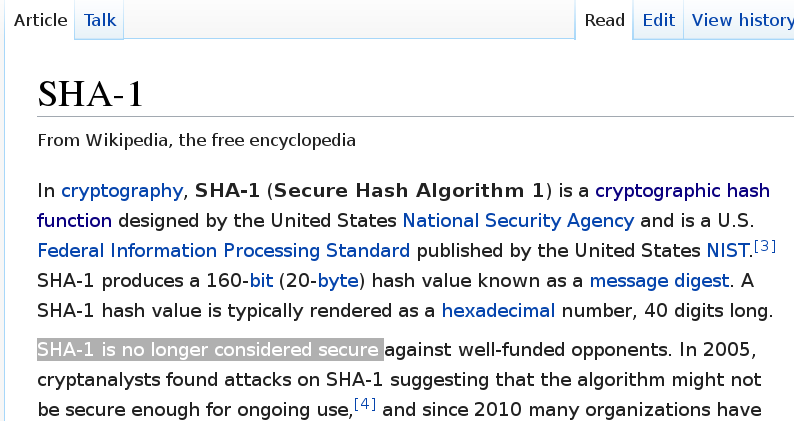 Article Talk Read Edit View history
SHA-1
From Wikipedia, the free encyclopedia
In cryptography, SHA-1 (Secure Hash Algorithm 1) is a cryptographic hash
function designed by the United States National Security Agency and is a U.S.
Federal Information Processing Standard published by the United States NIST.[3]
SHA-1 produces a 160-bit (20-byte) hash value known as a message digest. A
SHA-1 hash value is typically rendered as a hexadecimal number, 40 digits long.
SHA-1 is no longer considered secure against well-funded opponents. In 2005,
cryptanalysts found attacks on SHA-1 suggesting that the algorithm might not
be secure enough for ongoing use,[4] and since 2010 many organizations have